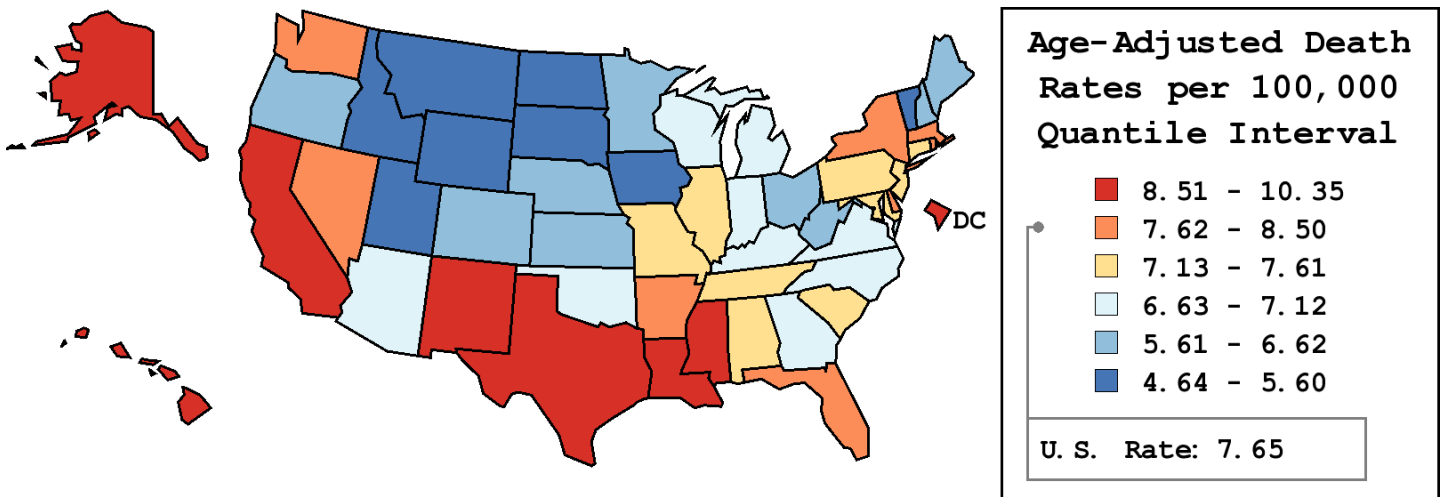 Age-Adjusted Death
Rates per 100,000
Quantile Interval
8.51 - 10.35
7.62 - 8.50
7.13 - 7.61
6.63 - 7.12
5.61 - 6.62
4.64 - 5.60
U.S. Rate: 7.65
DC